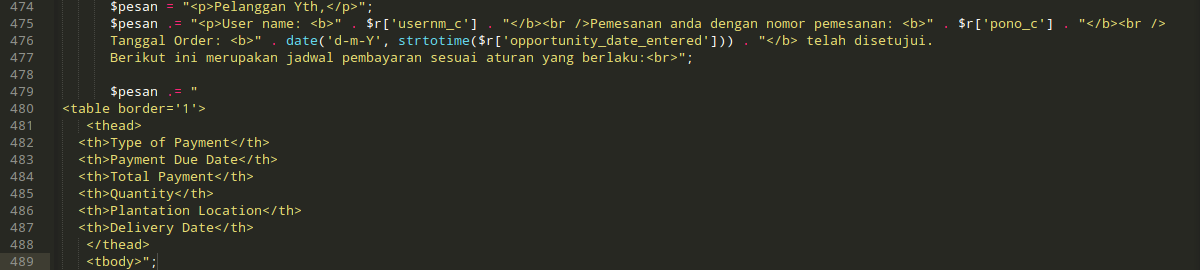 474 $pesan = "<p>Pelanggan Yth,</p>";
475 $pesan .= "<p>User name: <b>" . $r['usernm_c'] . "</b><br />Pemesanan anda dengan nomor pemesanan: <b>" . $r['pono_c'] . "</b><br />
476 Tanggal Order: <b>" . date('d-m-Y', strtotime($r['opportunity_date_entered'])) . "</b> telah disetujui.
477 Berikut ini merupakan jadwal pembayaran sesuai aturan yang berlaku:<br>";
478
479 $pesan .= "
480 <table border='1'>
481 <thead>
482 <th>Type of Payment</th>
483 <th>Payment Due Date</th>
484 <th>Total Payment</th>
485 <th>Quantity</th>
486 <th>Plantation Location</th>
487 <th>Delivery Date</th>
488 </thead>
489 <tbody>";